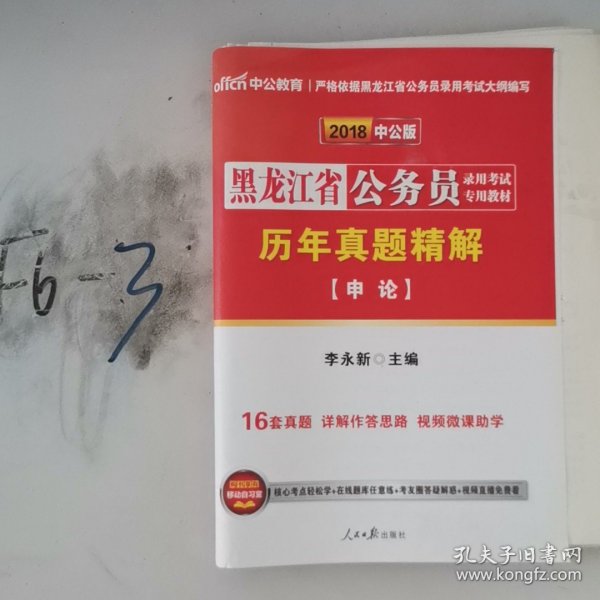 offcn 中公教育 | 严格依据黑龙江省公务员录用考试大纲编写
2018 中公版
黑龙江省公务员 录用考试
专用教材
历年真题精解
【申 论】
李永新 ◎ 主编
16套真题 详解作答思路 视频微课助学
移动自习室
核心考点轻松学+在线题库任意练+考友圈答疑解惑+视频直播免费看
人民日报出版社
F6-3
孔夫子旧书网
www.kongfz.com